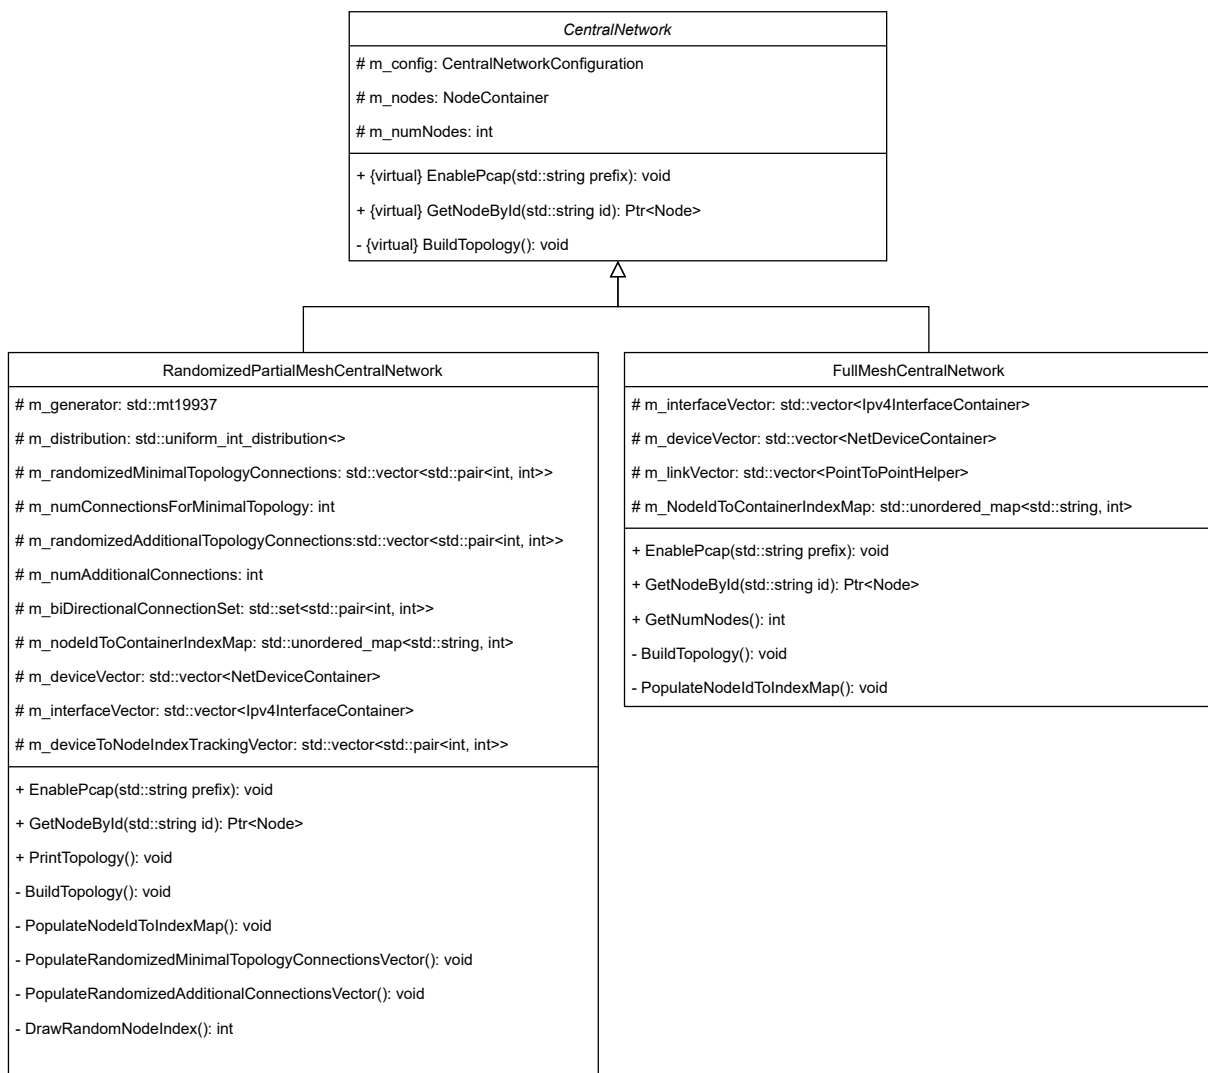 CentralNetwork
# m_config: CentralNetworkConfiguration
# m_nodes: NodeContainer
# m_numNodes: int
+ {virtual} EnablePcap(std::string prefix): void
+ {virtual} GetNodeById(std::string id): Ptr<Node>
- {virtual} BuildTopology(): void
RandomizedPartialMeshCentralNetwork
# m_generator: std::mt19937
# m_distribution: std::uniform_int_distribution<>
# m_randomizedMinimalTopologyConnections: std::vector<std::pair<int, int>>
# m_numConnectionsForMinimalTopology: int
# m_randomizedAdditionalTopologyConnections:std::vector<std::pair<int, int>>
# m_numAdditionalConnections: int
# m_biDirectionalConnectionSet: std::set<std::pair<int, int>>
# m_nodeIdToContainerIndexMap: std::unordered_map<std::string, int>
# m_deviceVector: std::vector<NetDeviceContainer>
# m_interfaceVector: std::vector<Ipv4InterfaceContainer>
# m_deviceToNodeIndexTrackingVector: std::vector<std::pair<int, int>>
+ EnablePcap(std::string prefix): void
+ GetNodeById(std::string id): Ptr<Node>
+ PrintTopology(): void
- BuildTopology(): void
- PopulateNodeIdToIndexMap(): void
- PopulateRandomizedMinimalTopologyConnectionsVector(): void
- PopulateRandomizedAdditionalConnectionsVector(): void
- DrawRandomNodeIndex(): int
FullMeshCentralNetwork
# m_interfaceVector: std::vector<Ipv4InterfaceContainer>
# m_deviceVector: std::vector<NetDeviceContainer>
# m_linkVector: std::vector<PointToPointHelper>
# m_NodeIdToContainerIndexMap: std::unordered_map<std::string, int>
+ EnablePcap(std::string prefix): void
+ GetNodeById(std::string id): Ptr<Node>
+ GetNumNodes(): int
- BuildTopology(): void
- PopulateNodeIdToIndexMap(): void